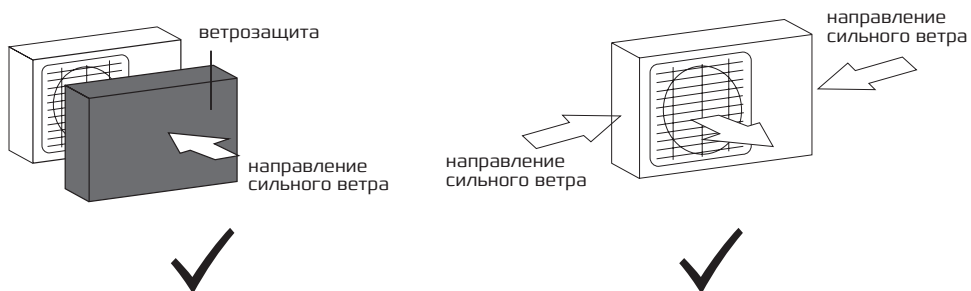 ветрозащита
направление
сильного ветра
направление
сильного ветра
направление
сильного ветра